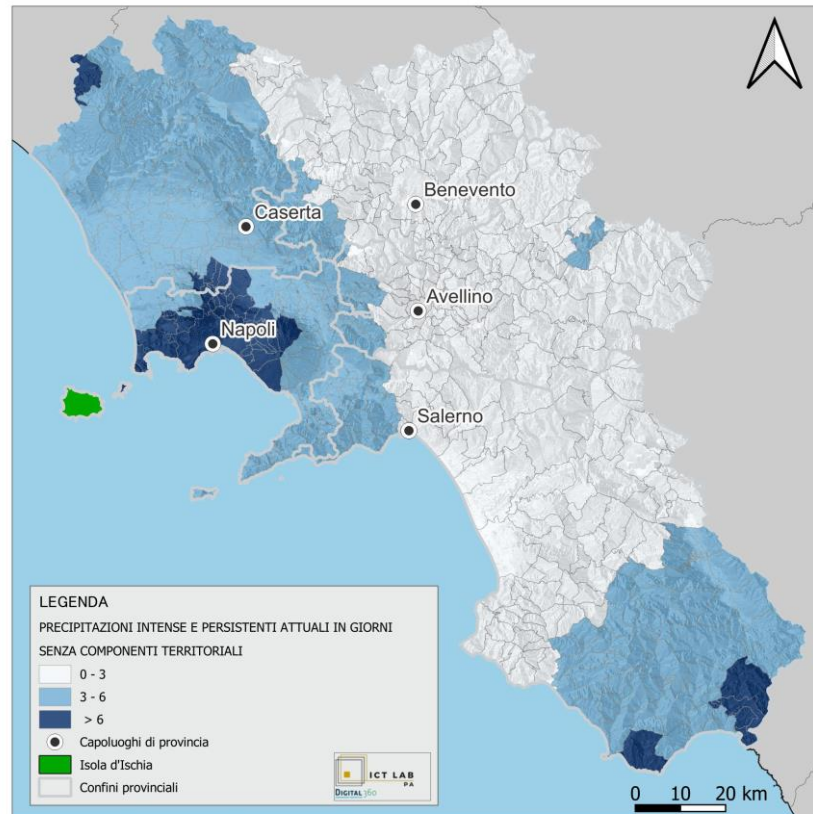 Benevento
Caserta
Avellino
Napoli
Salerno
LEGENDA
PRECIPITAZIONI INTENSE E PERSISTENTI ATTUALI IN GIORNI
SENZA COMPONENTI TERRITORIALI
0 - 3
3 - 6
> 6
Capoluoghi di provincia
Isola d'Ischia
Confini provinciali
ICT LAB
PA
DIGITAL 360
0 10 20 km